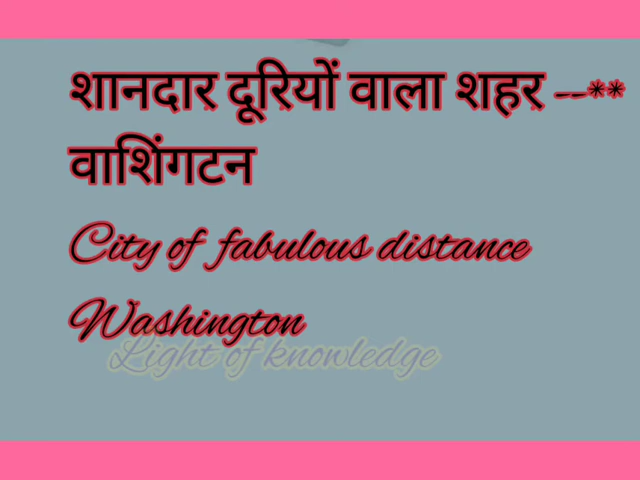 शानदार दूरियों वाला शहर --**
वाशिंगटन
City of fabulous distance
Washington
Light of knowledge